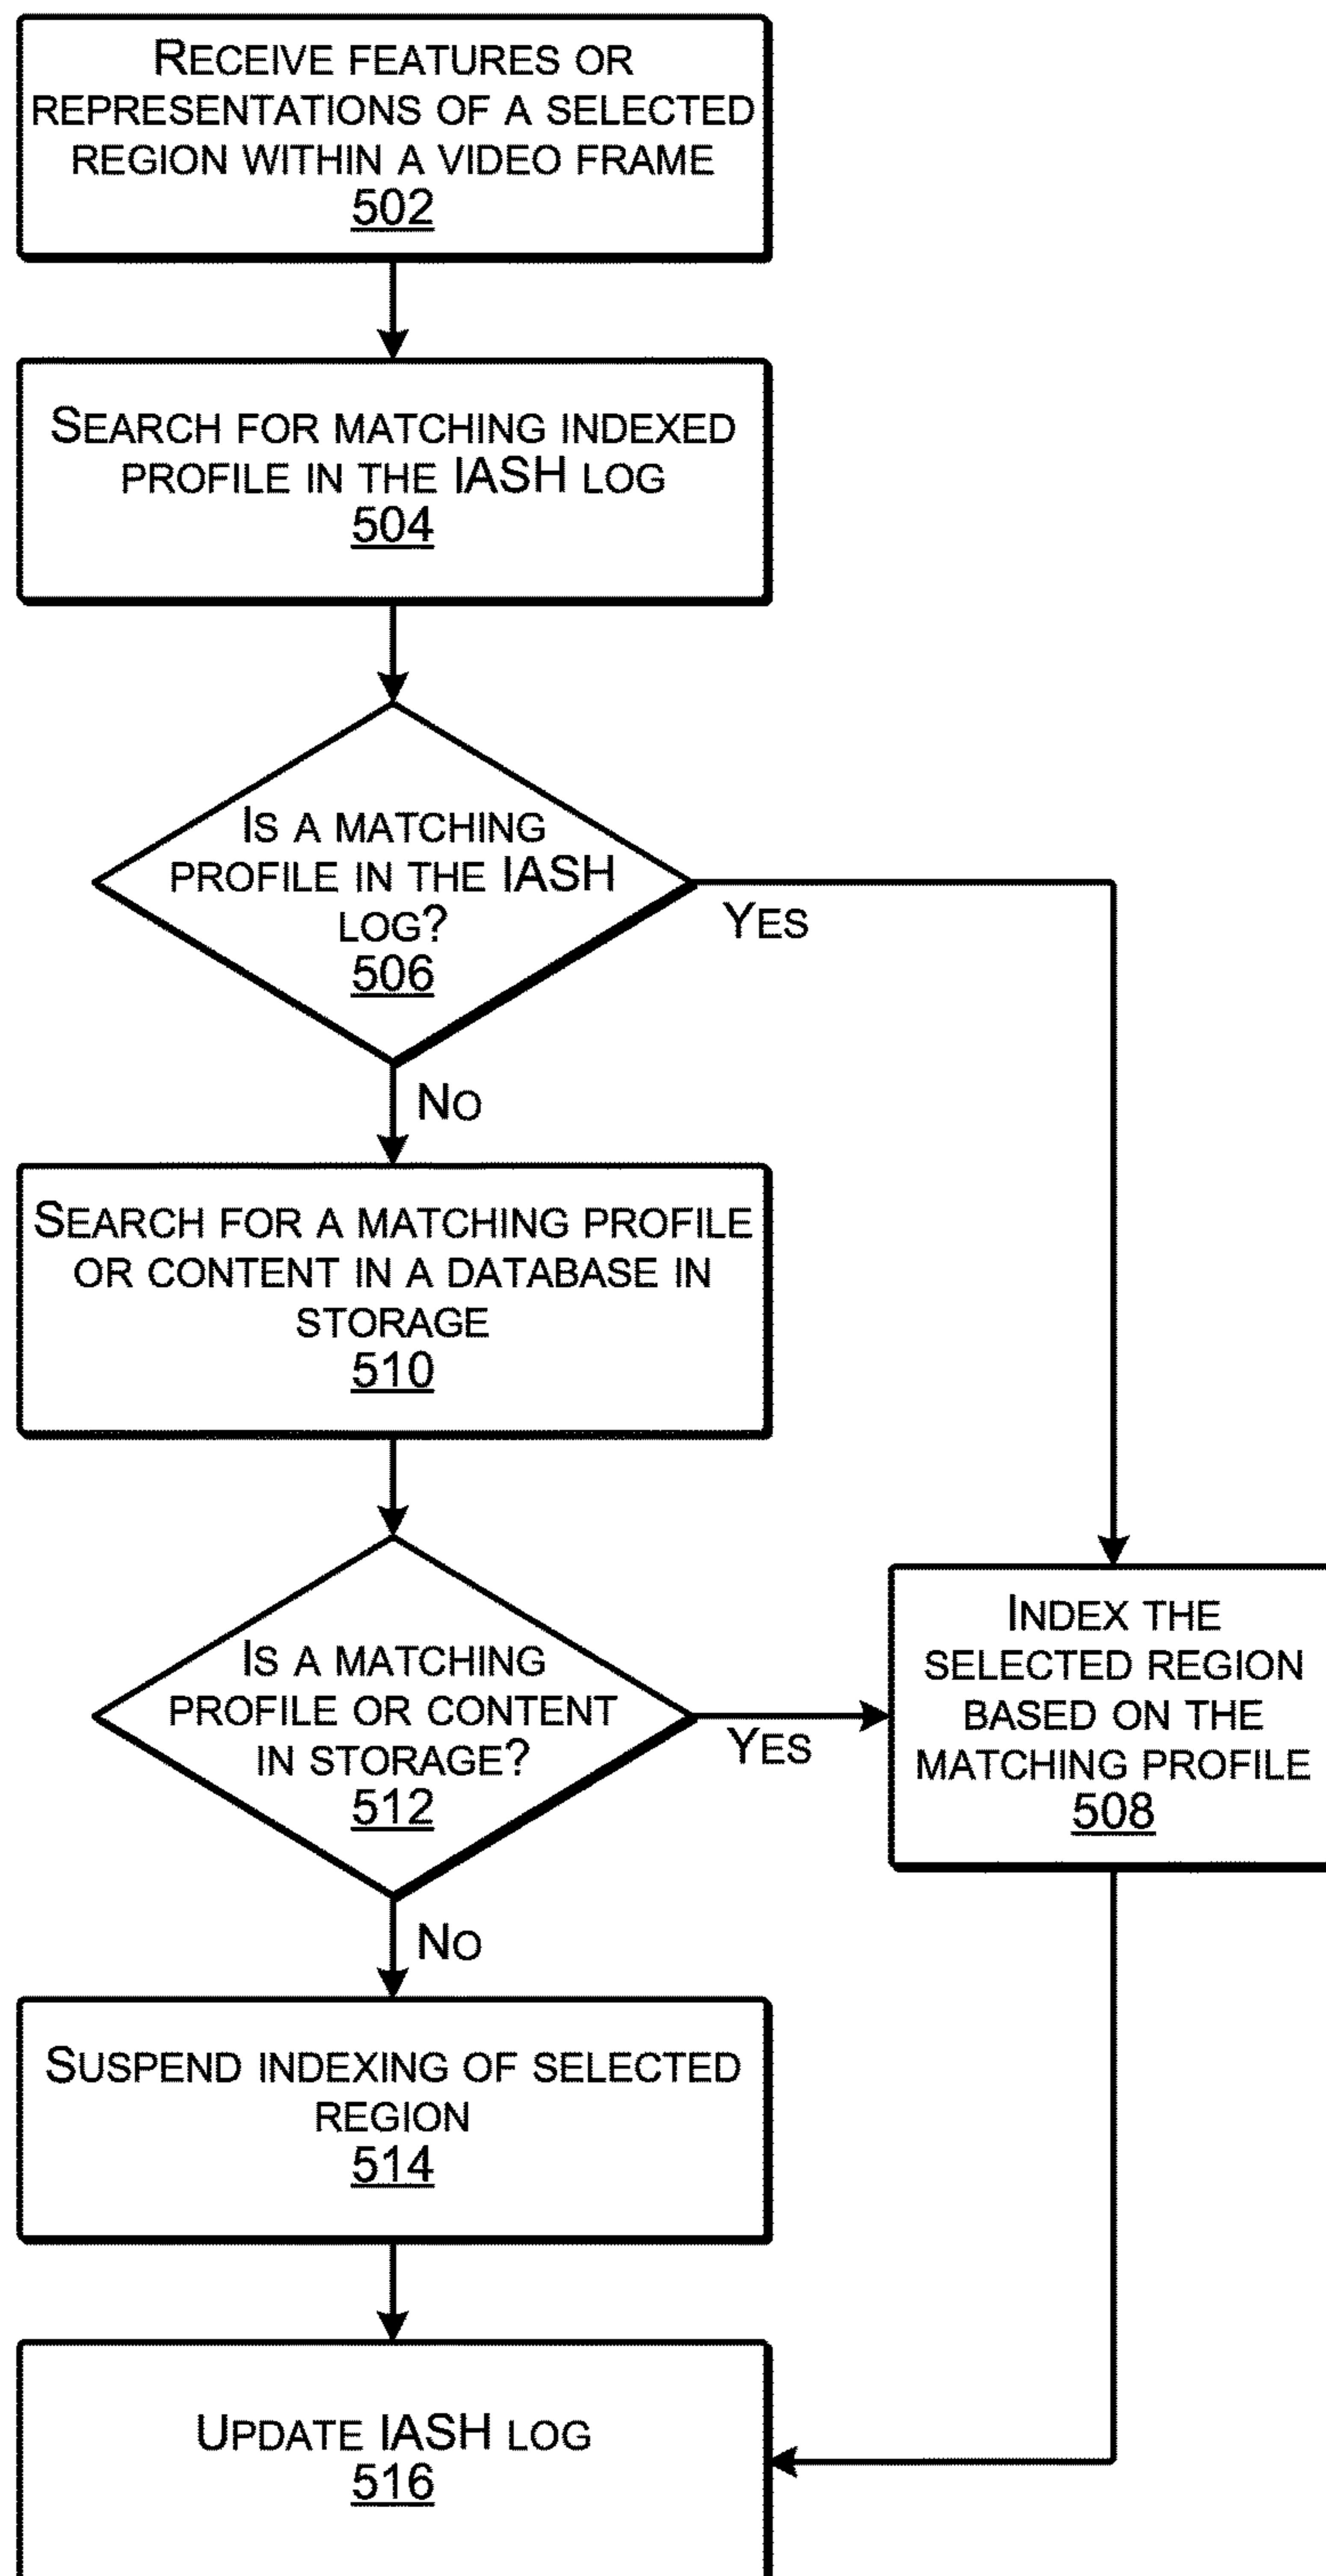 RECEIVE FEATURES OR
REPRESENTATIONS OF A SELECTED
REGION WITHIN A VIDEO FRAME
502
SEARCH FOR MATCHING INDEXED
PROFILE IN THE IASH LOG
504
IS A MATCHING
PROFILE IN THE IASH
LOG?
506
YES
NO
SEARCH FOR A MATCHING PROFILE
OR CONTENT IN A DATABASE IN
STORAGE
510
IS A MATCHING
PROFILE OR CONTENT
IN STORAGE?
512
YES
INDEX THE
SELECTED REGION
BASED ON THE
MATCHING PROFILE
508
NO
SUSPEND INDEXING OF SELECTED
REGION
514
UPDATE IASH LOG
516